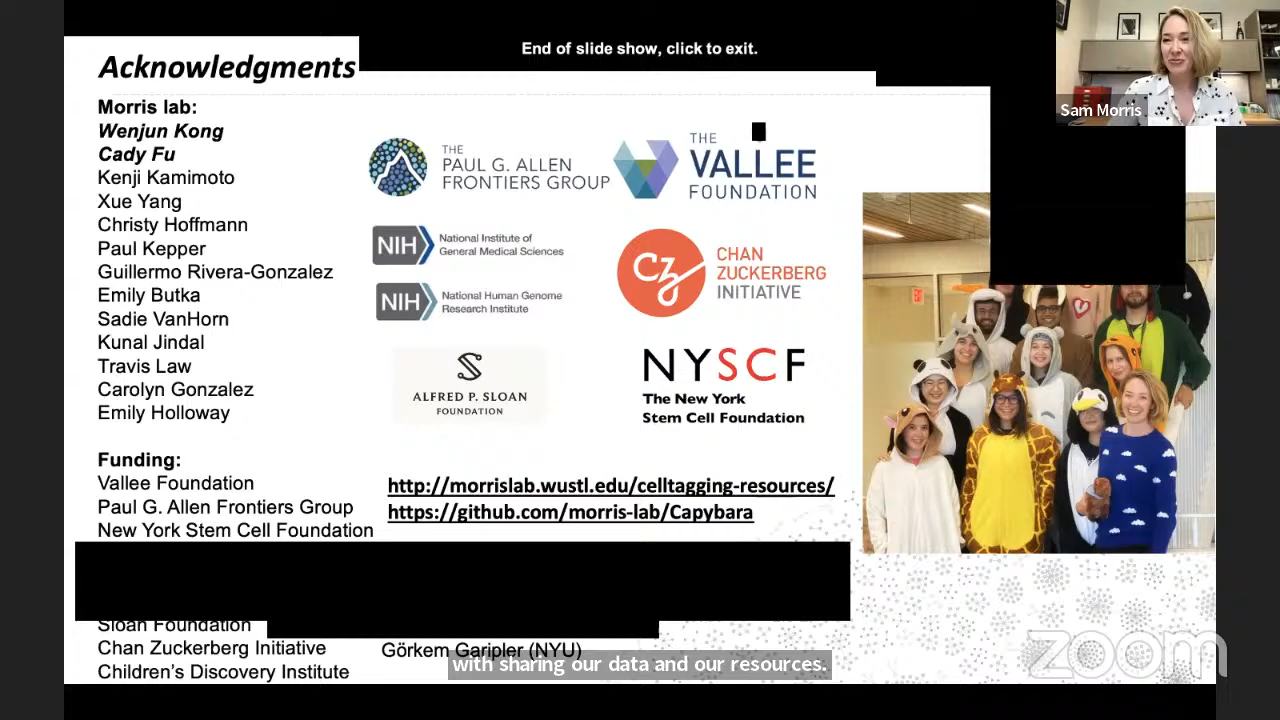 End of slide show, click to exit.
Sam Morris
Acknowledgments
Morris lab:
Wenjun Kong
Cady Fu
Kenji Kamimoto
Xue Yang
Christy Hoffmann
Paul Kepper
Guillermo Rivera-Gonzalez
Emily Butka
Sadie VanHorn
Kunal Jindal
Travis Law
Carolyn Gonzalez
Emily Holloway
THE
PAUL G. ALLEN
FRONTIERS GROUP
THE
VALLEE
FOUNDATION
NIH National Institute of
General Medical Sciences
NIH National Human Genome
Research Institute
CZ
CHAN
ZUCKERBERG
INITIATIVE
S
ALFRED P. SLOAN
FOUNDATION
NYSCF
The New York
Stem Cell Foundation
Funding:
Vallee Foundation
Paul G. Allen Frontiers Group
New York Stem Cell Foundation
http://morrislab.wustl.edu/celltagging-resources/
https://github.com/morris-lab/Capybara
Sloan Foundation
Chan Zuckerberg Initiative
Children's Discovery Institute
Görkem Garipler (NYU)
with sharing our data and our resources.
zoom